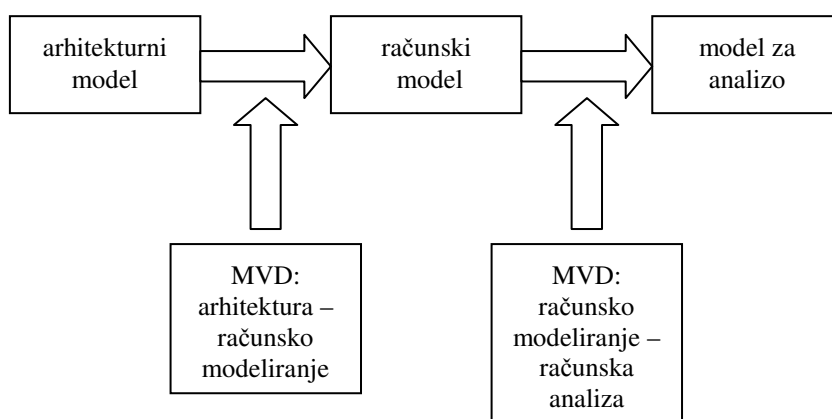 arhitekturni
model
računski
model
model za
analizo
MVD:
arhitektura –
računsko
modeliranje
MVD:
računsko
modeliranje –
računska
analiza